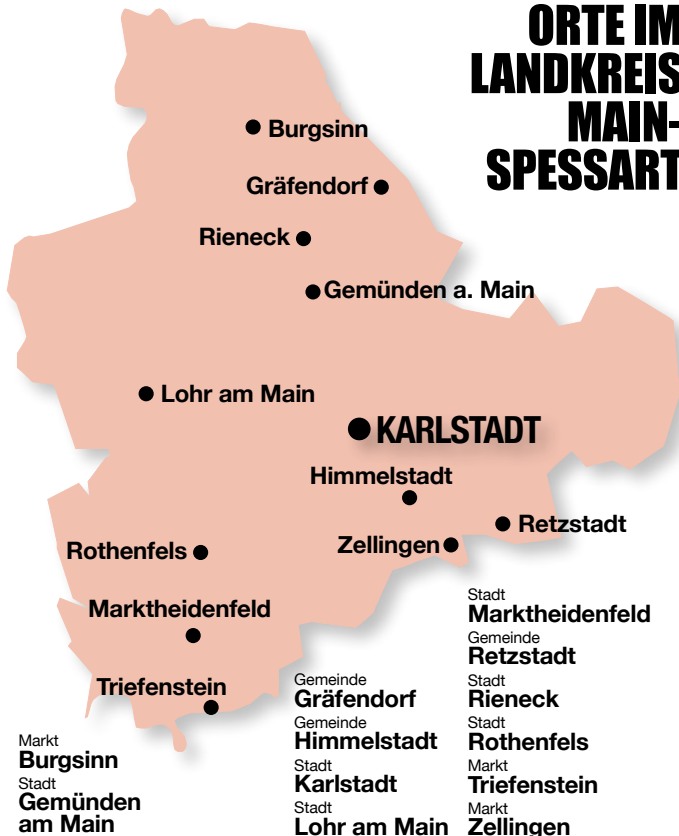 ORTE IM
LANDKREIS
MAIN-
SPESSART
Burgsinn
Gräfendorf
Rieneck
Gemünden a. Main
Lohr am Main
KARLSTADT
Himmelstadt
Retzstadt
Zellingen
Rothenfels
Marktheidenfeld
Triefenstein
Markt
Burgsinn
Stadt
Gemünden
am Main
Gemeinde
Gräfendorf
Gemeinde
Himmelstadt
Stadt
Karlstadt
Stadt
Lohr am Main
Stadt
Marktheidenfeld
Gemeinde
Retzstadt
Stadt
Rieneck
Stadt
Rothenfels
Markt
Triefenstein
Markt
Zellingen